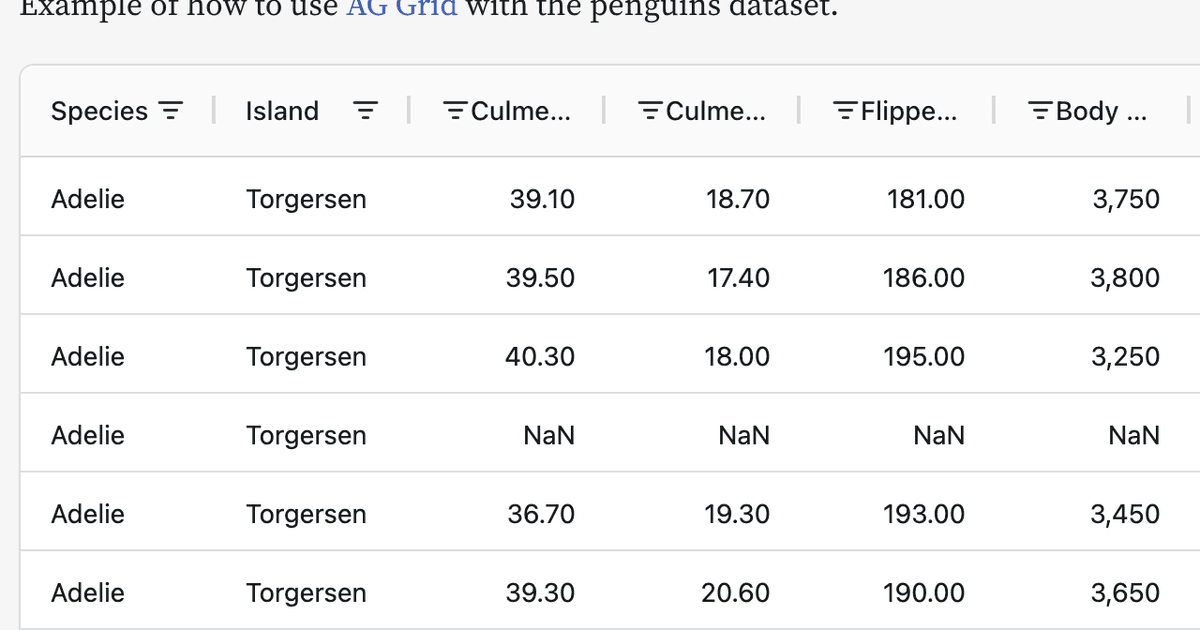 Example of how to use AG Grid with the penguins dataset.
Species Island Culme... Culme... Flippe... Body ...
Adelie Torgersen 39.10 18.70 181.00 3,750
Adelie Torgersen 39.50 17.40 186.00 3,800
Adelie Torgersen 40.30 18.00 195.00 3,250
Adelie Torgersen NaN NaN NaN NaN
Adelie Torgersen 36.70 19.30 193.00 3,450
Adelie Torgersen 39.30 20.60 190.00 3,650